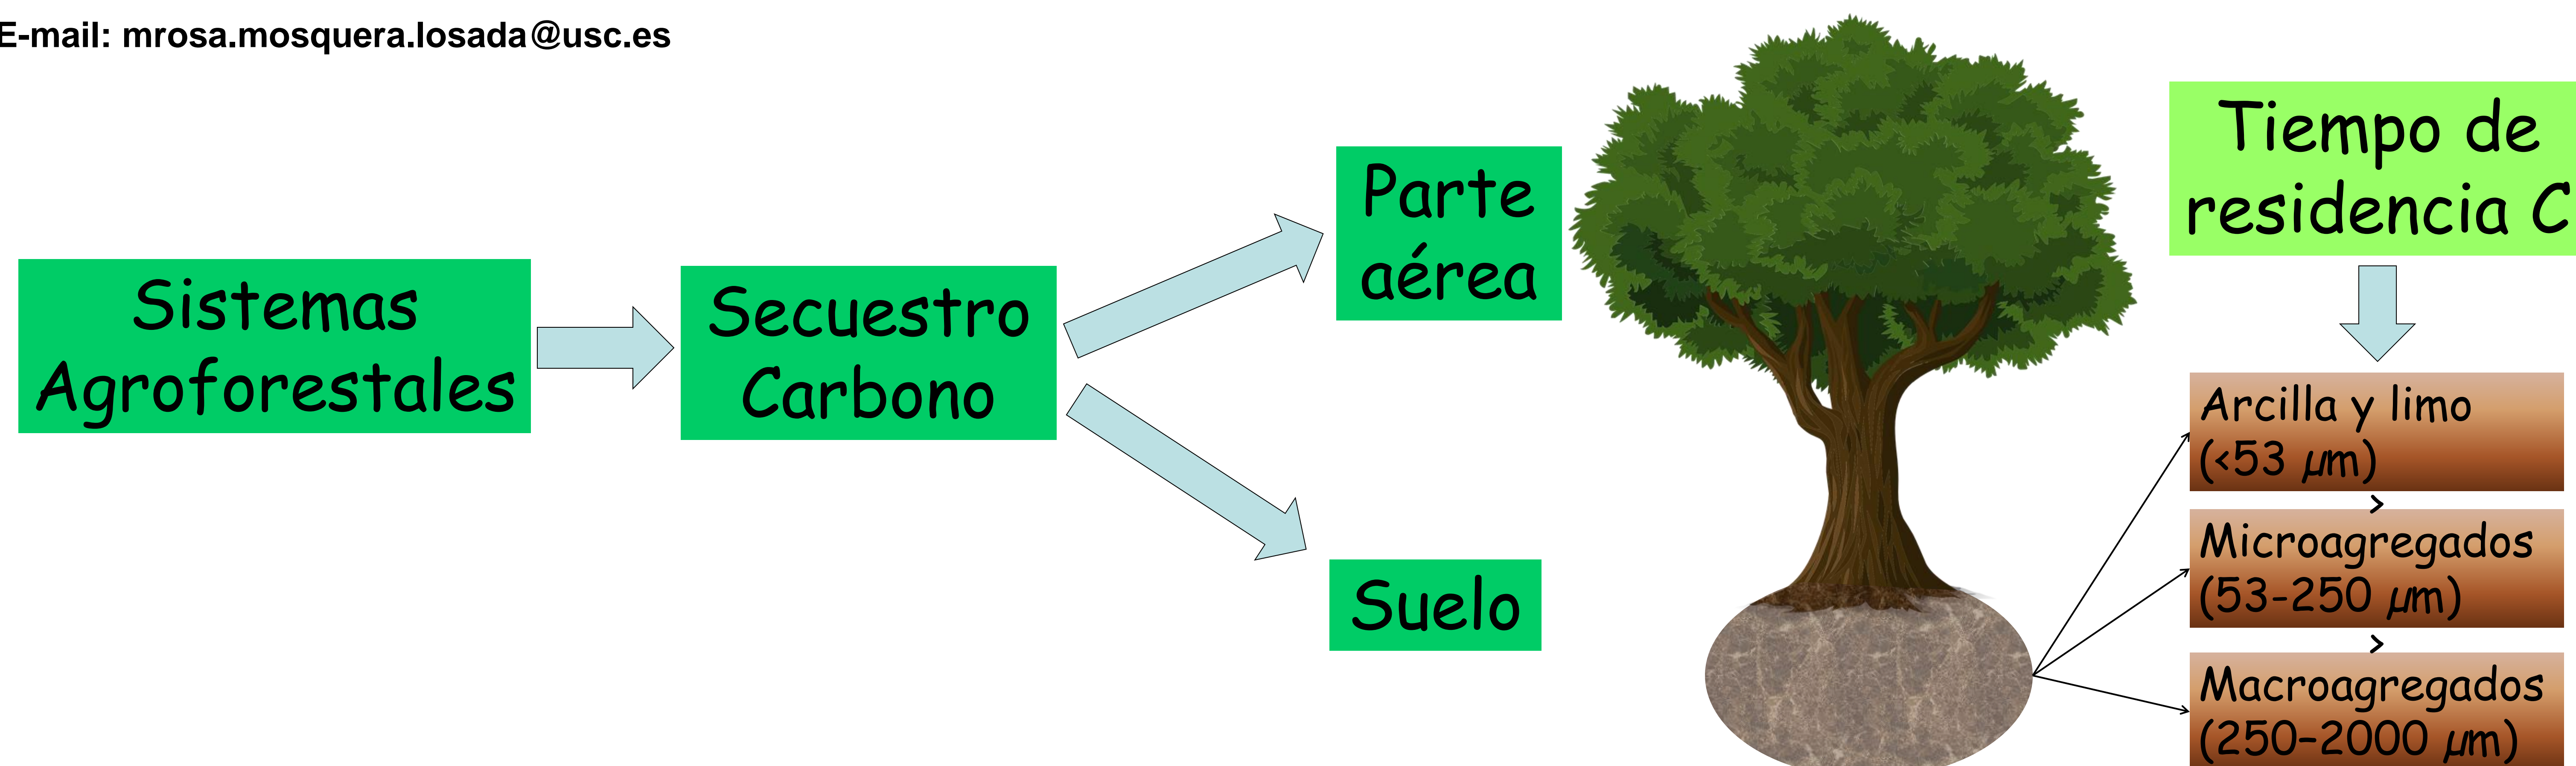 E-mail: mrosa.mosquera.losada@usc.es
Sistemas
Agroforestales
Secuestro
Carbono
Parte
aérea
Suelo
Tiempo de
residencia C
Arcilla y limo
(<53 µm)
>
Microagregados
(53-250 µm)
>
Macroagregados
(250-2000 µm)